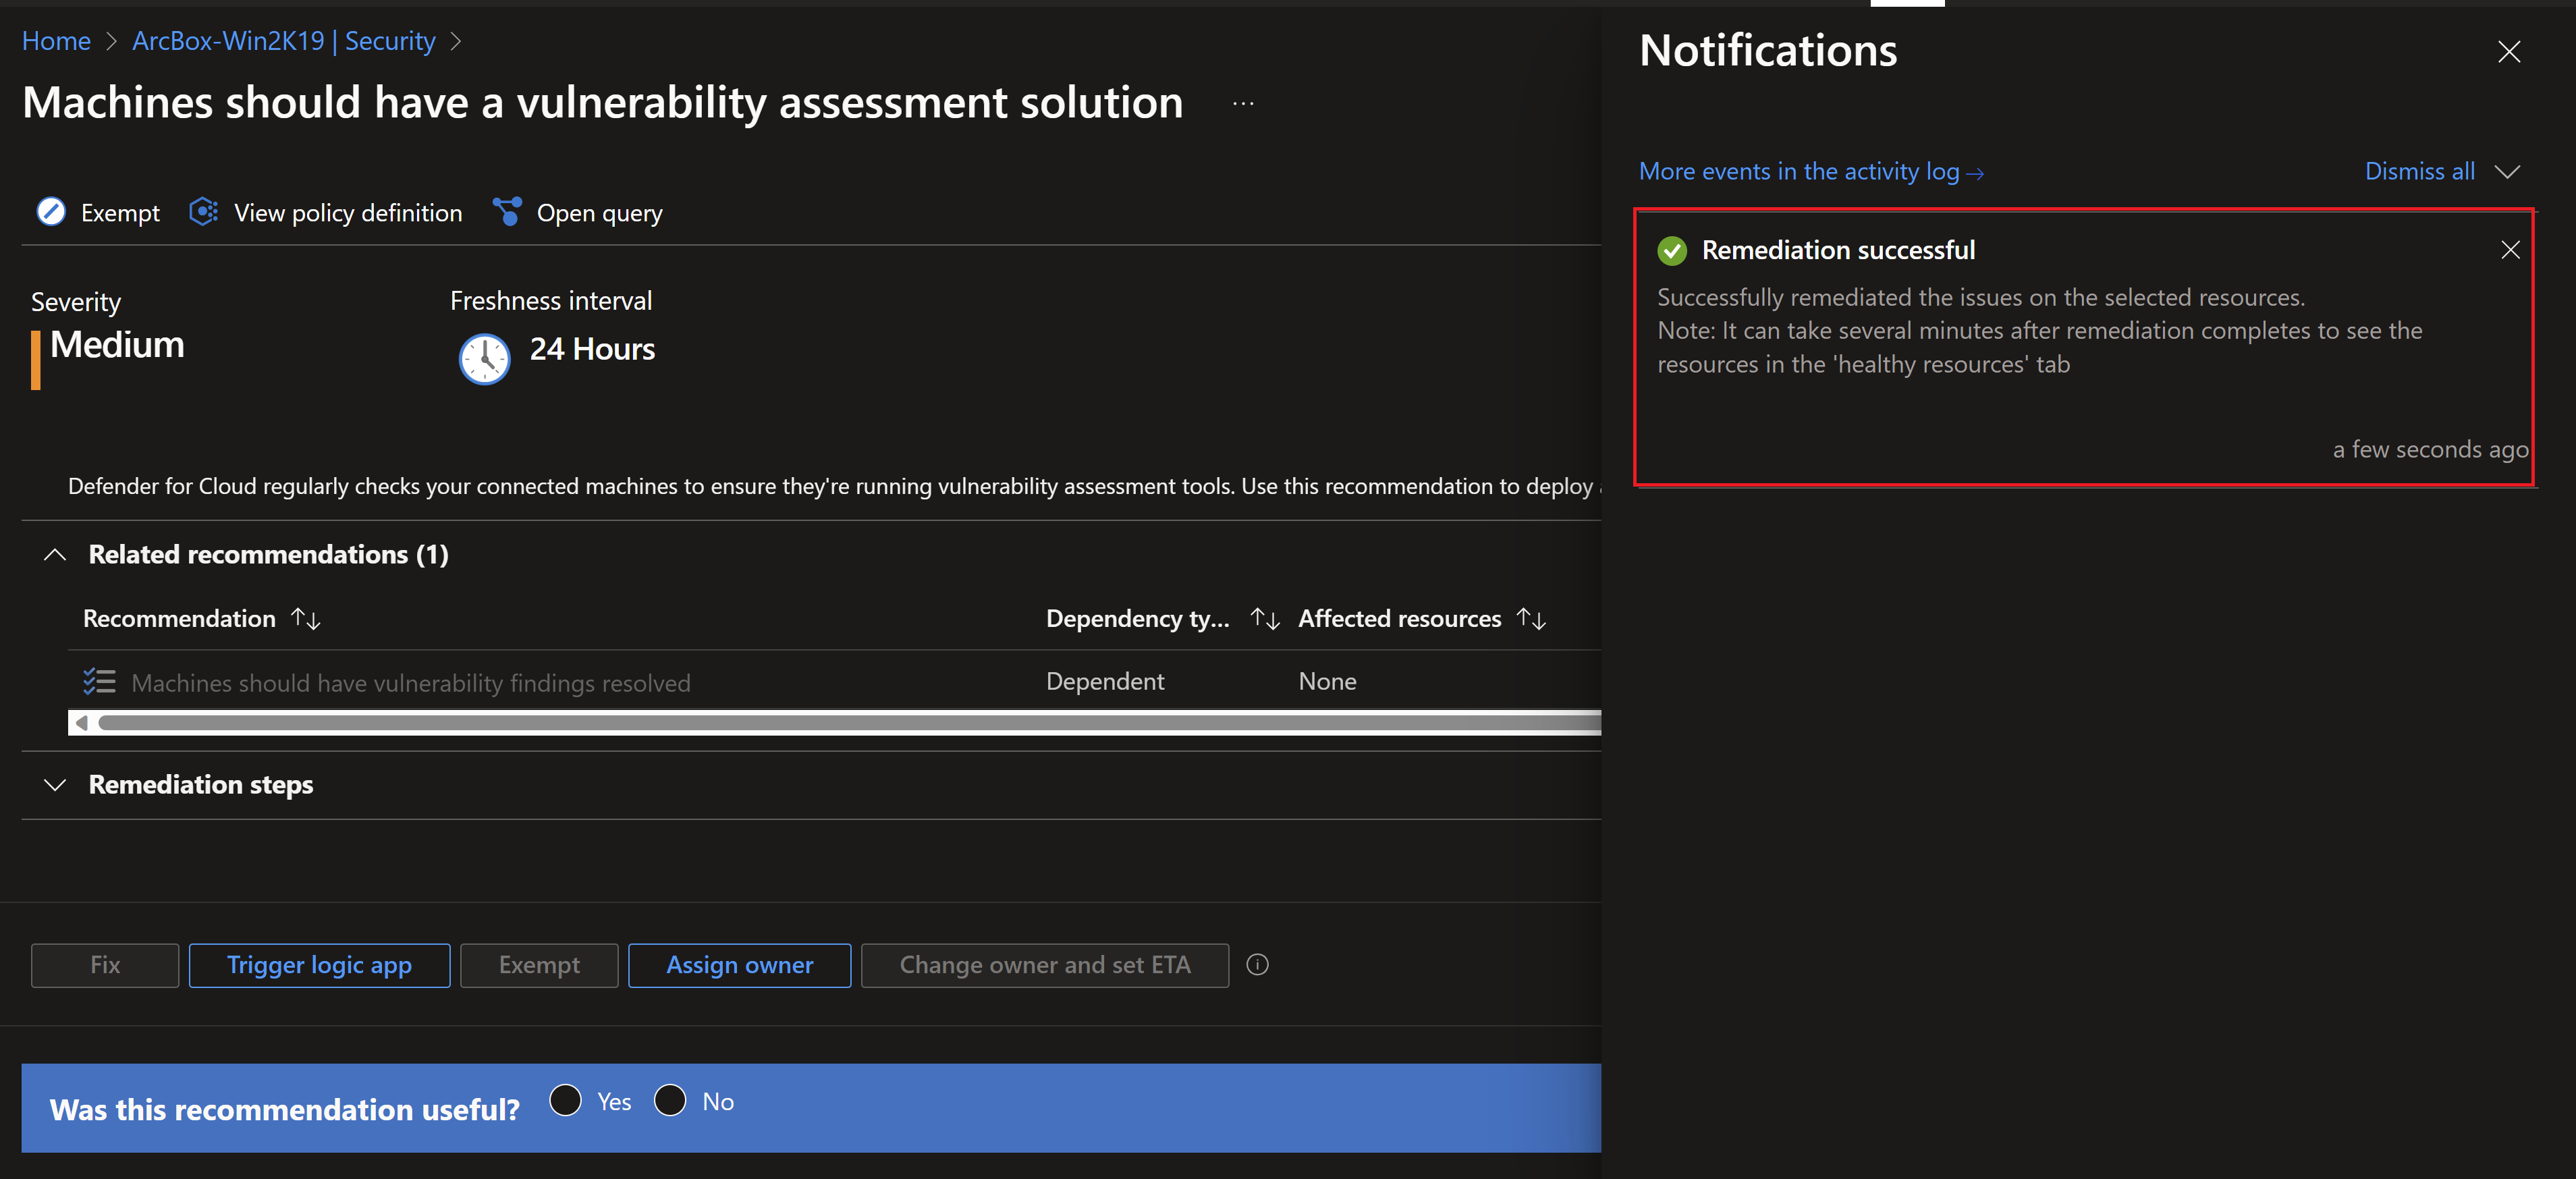 Home > ArcBox-Win2K19 | Security >
Machines should have a vulnerability assessment solution ...
Exempt View policy definition Open query
Severity
Medium
Freshness interval
24 Hours
Defender for Cloud regularly checks your connected machines to ensure they're running vulnerability assessment tools. Use this recommendation to deploy
Related recommendations (1)
Recommendation ↑↓ Dependency ty... ↑↓ Affected resources ↑↓
Machines should have vulnerability findings resolved Dependent None
Remediation steps
Fix Trigger logic app Exempt Assign owner Change owner and set ETA
Was this recommendation useful? Yes No
Notifications
More events in the activity log → Dismiss all
Remediation successful
Successfully remediated the issues on the selected resources.
Note: It can take several minutes after remediation completes to see the
resources in the 'healthy resources' tab
a few seconds ago